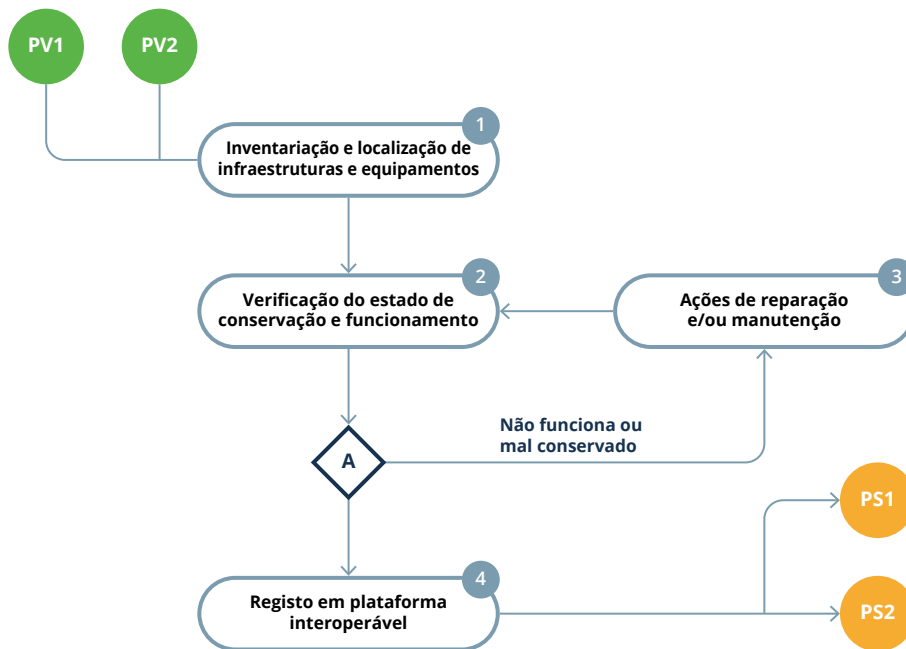 PV1
PV2
1
Inventariação e localização de
infraestruturas e equipamentos
2
Verificação do estado de
conservação e funcionamento
3
Ações de reparação
e/ou manutenção
Não funciona ou
mal conservado
A
PS1
4
Registo em plataforma
interoperável
PS2